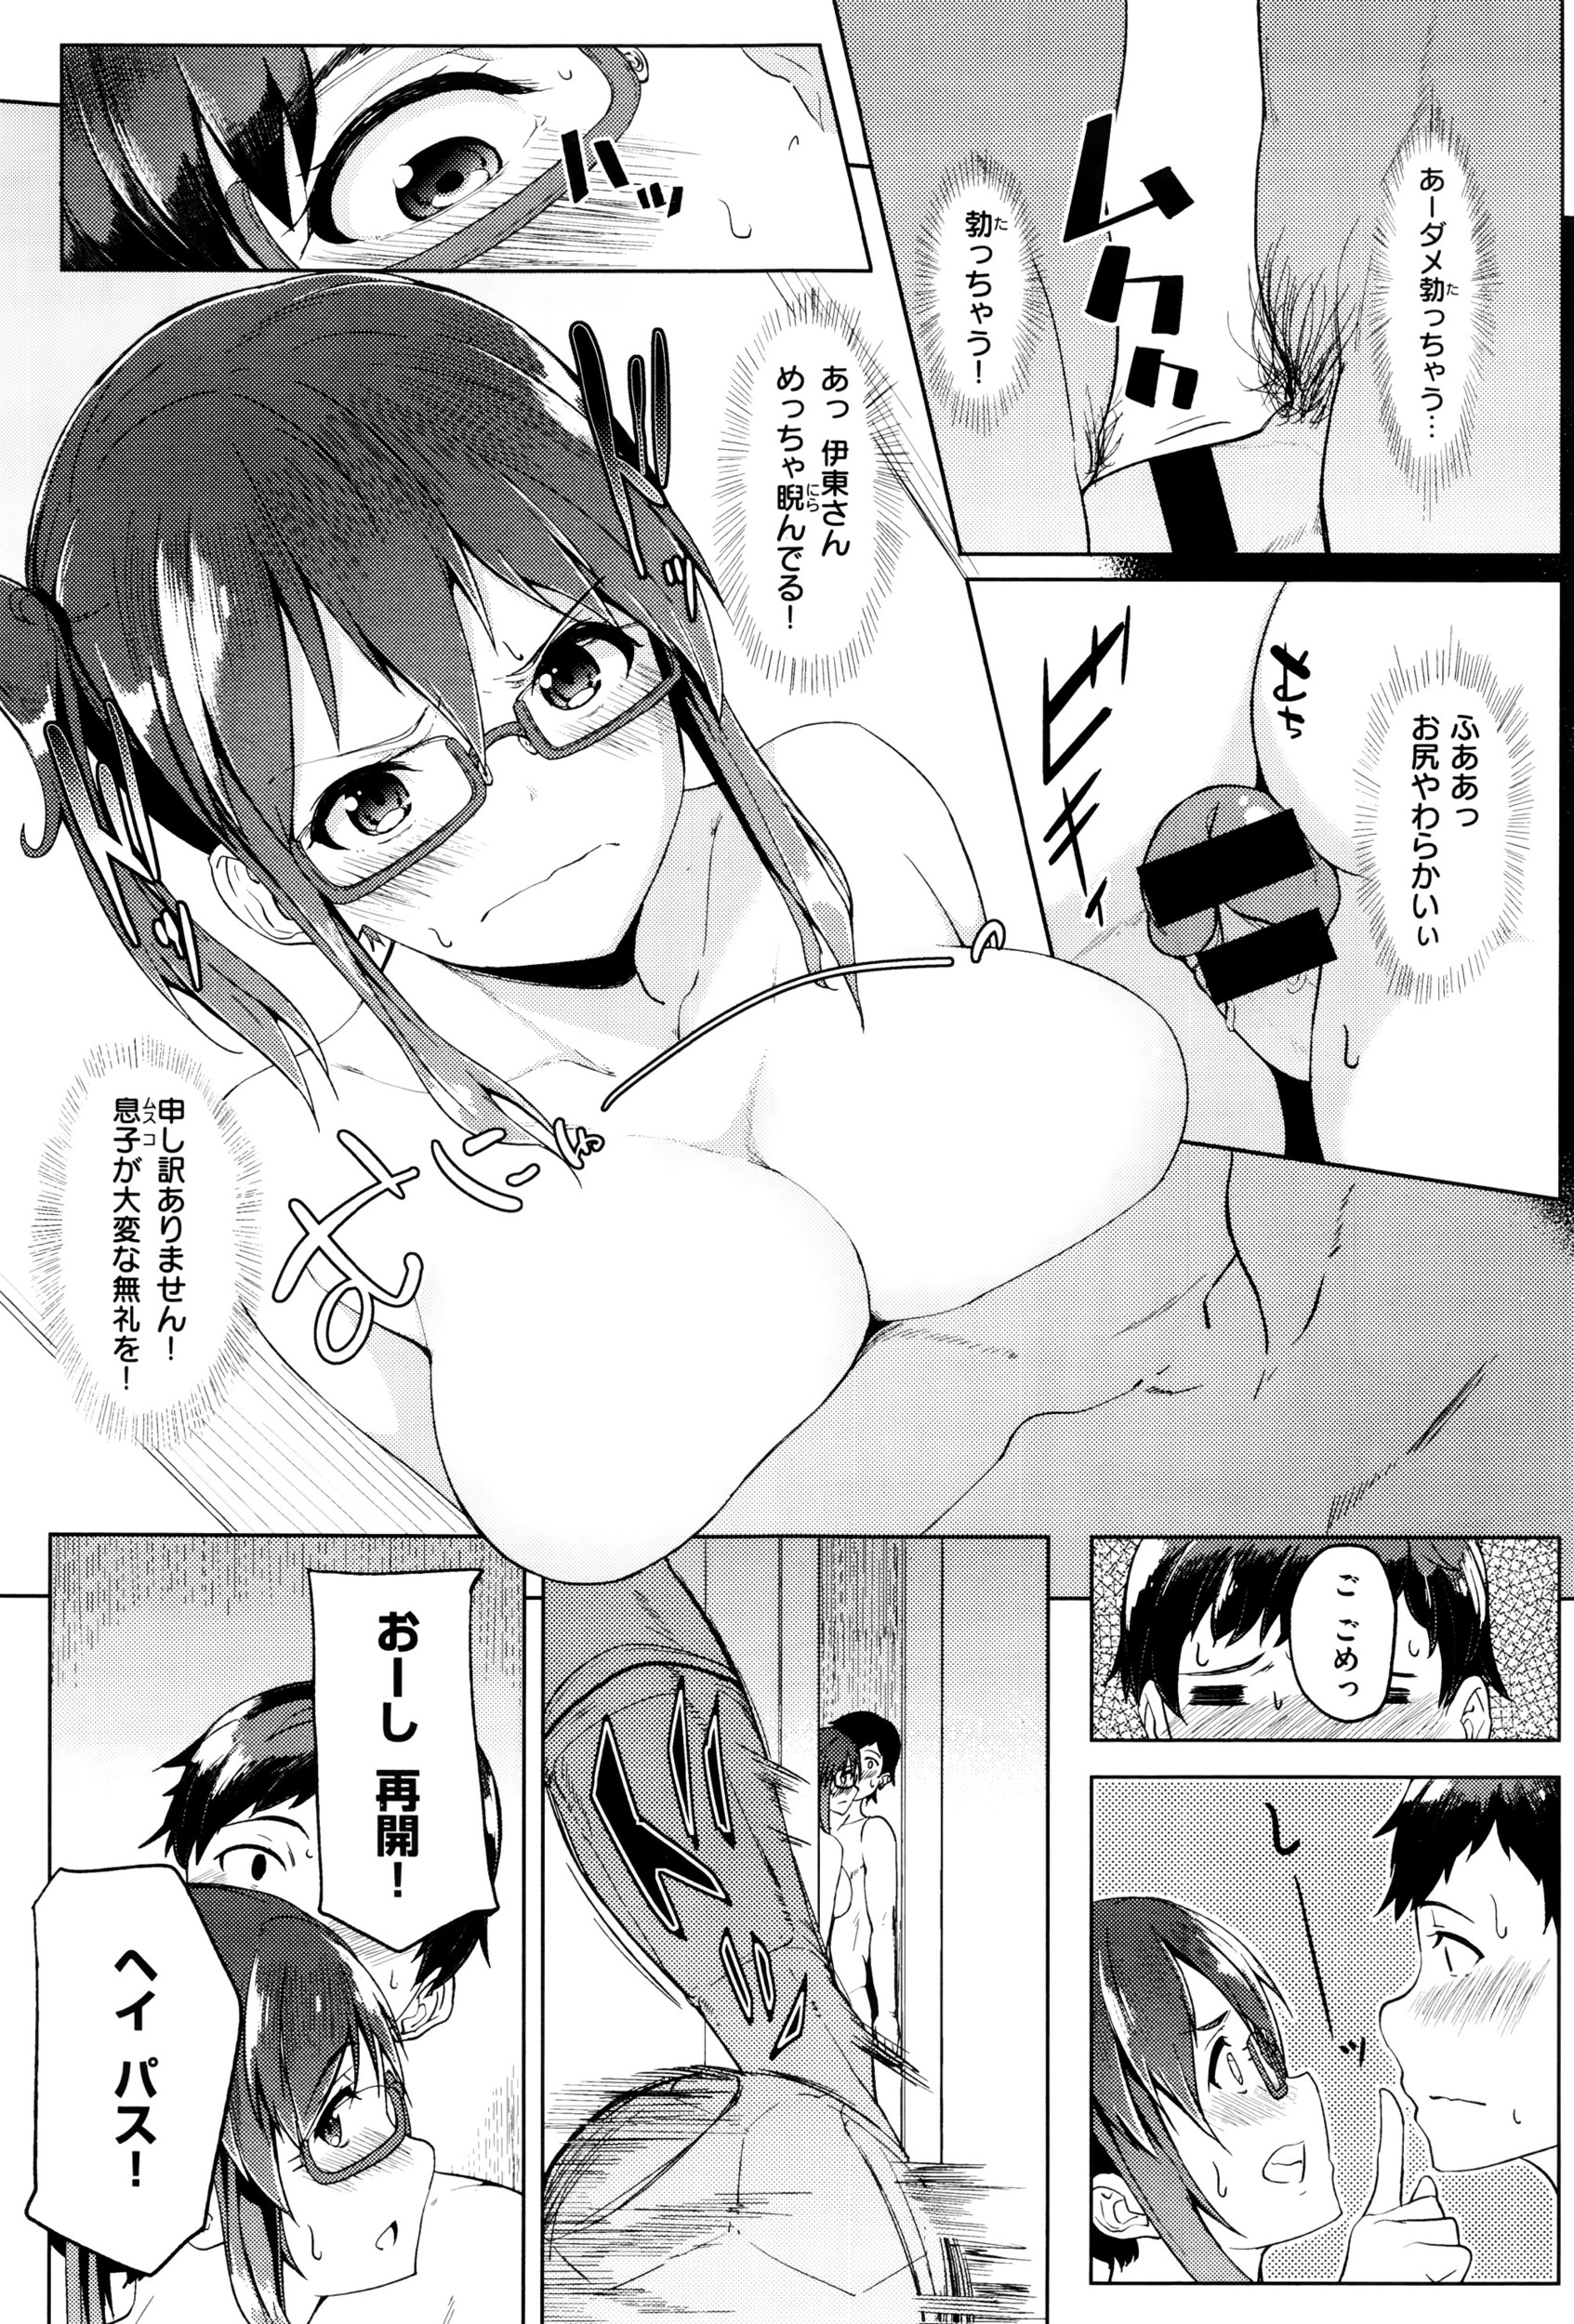 あーダメ勃っちゃう…
ムクムク
勃っちゃう！
ハッ
ふああっ
お尻やわらかいぃ
めち
ビキィ
あっ 伊東さん
めっちゃ睨んでる！
むにゅ
申し訳ありません！
息子が大変な無礼を！
ご ごめっ
しーッ
おーし 再開！
ヘイ パス！